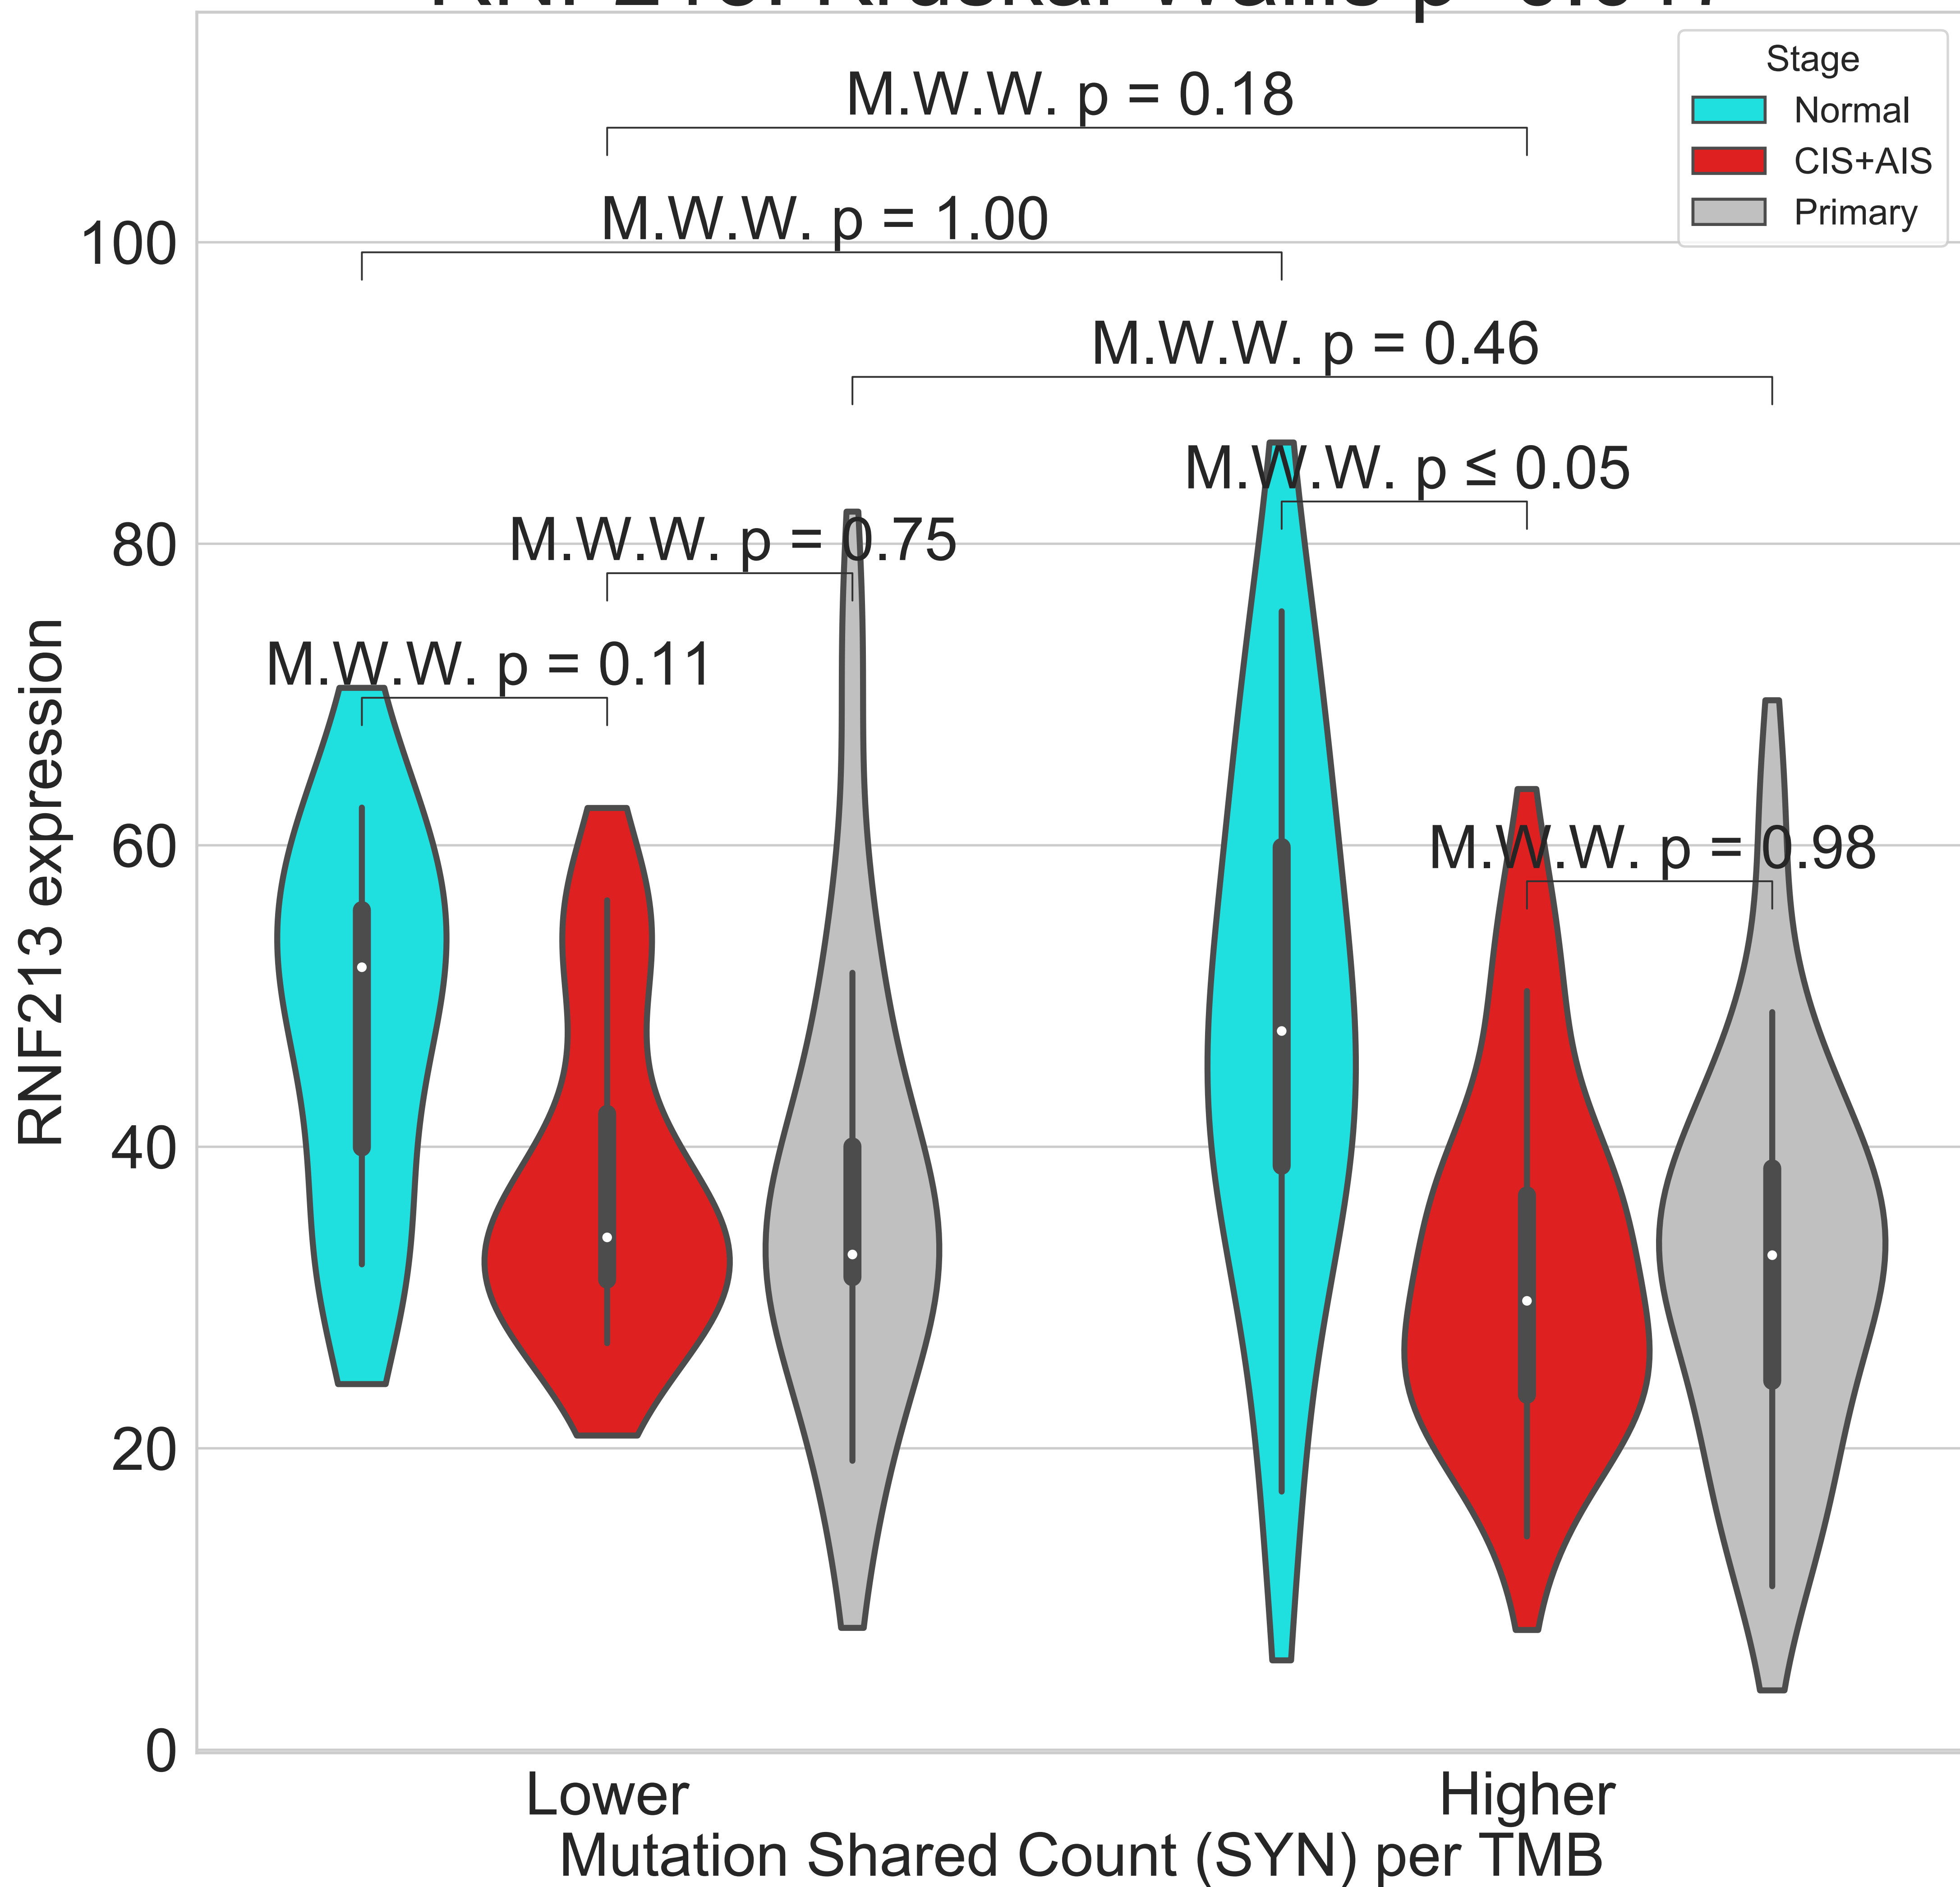 Stage
Normal
CIS+AIS
Primary
M.W.W. p = 0.18
M.W.W. p = 1.00
M.W.W. p = 0.46
M.W.W. p ≤ 0.05
M.W.W. p = 0.75
M.W.W. p = 0.11
M.W.W. p = 0.98
100
80
60
40
20
0
RNF213 expression
Lower
Higher
Mutation Shared Count (SYN) per TMB